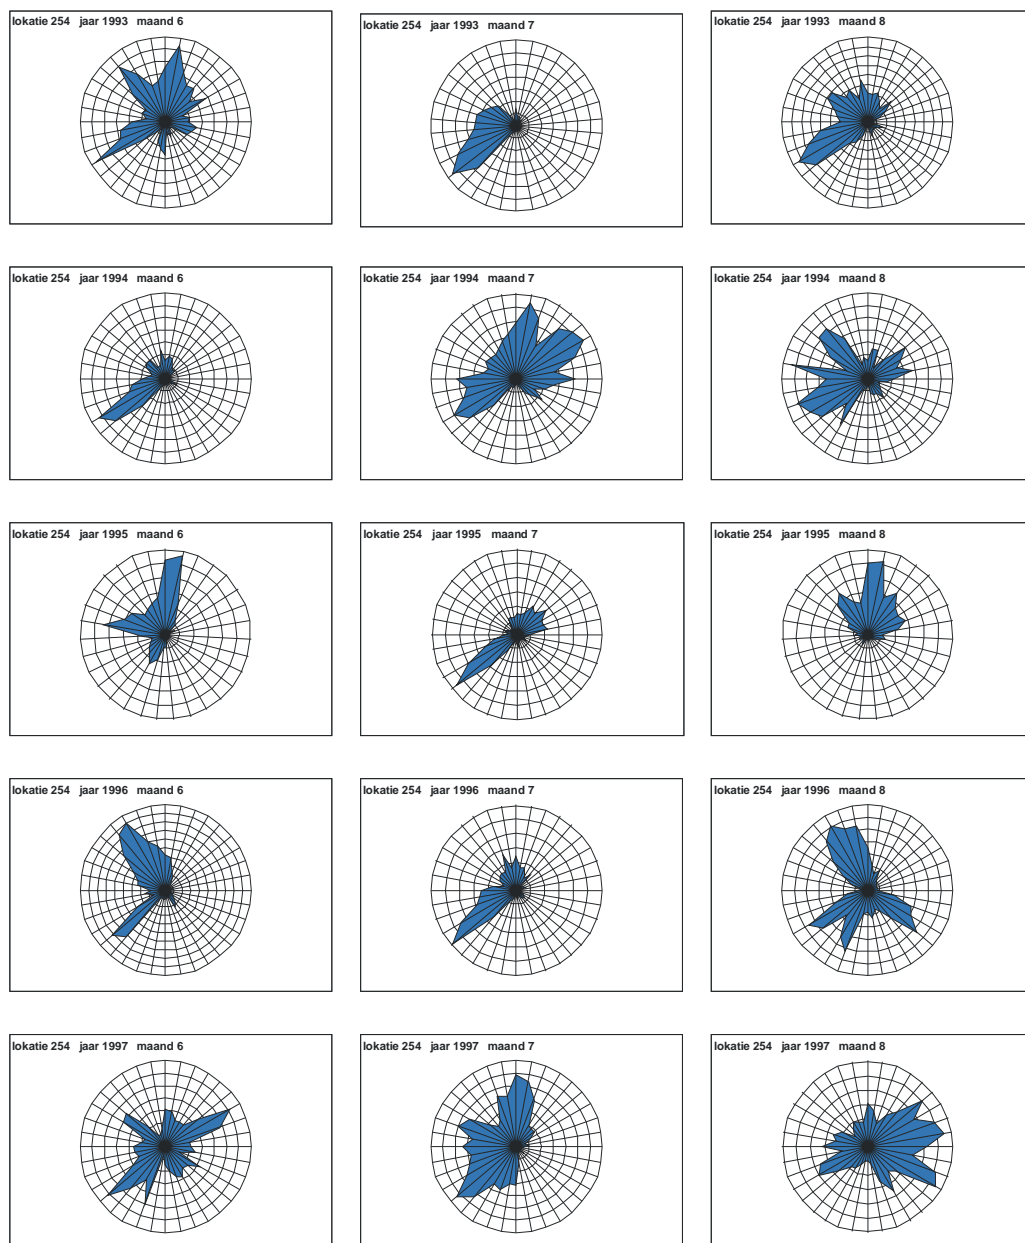 lokatie 254 jaar 1993 maand 6
lokatie 254 jaar 1993 maand 7
lokatie 254 jaar 1993 maand 8
lokatie 254 jaar 1994 maand 6
lokatie 254 jaar 1994 maand 7
lokatie 254 jaar 1994 maand 8
lokatie 254 jaar 1995 maand 6
lokatie 254 jaar 1995 maand 7
lokatie 254 jaar 1995 maand 8
lokatie 254 jaar 1996 maand 6
lokatie 254 jaar 1996 maand 7
lokatie 254 jaar 1996 maand 8
lokatie 254 jaar 1997 maand 6
lokatie 254 jaar 1997 maand 7
lokatie 254 jaar 1997 maand 8